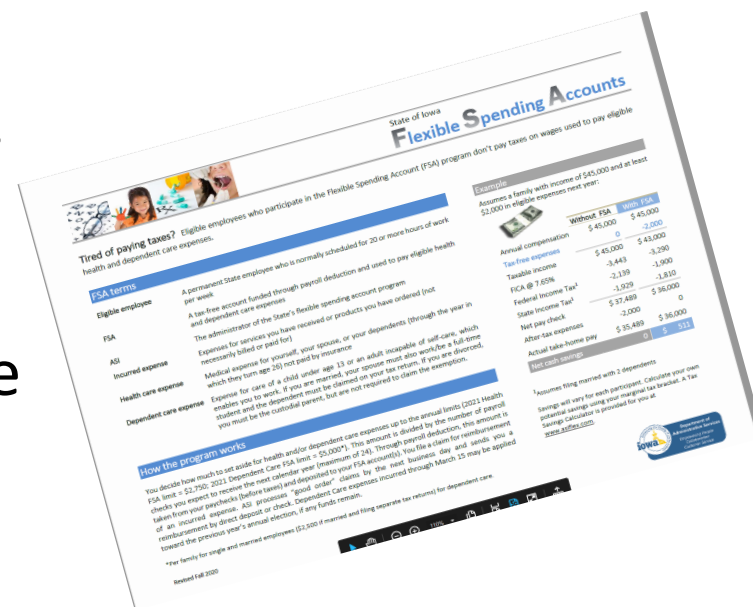 e
State of Iowa
Flexible Spending Accounts
Tired of paying taxes? Eligible employees who participate in the Flexible Spending Account (FSA) program don't pay taxes on wages used to pay eligible
health and dependent care expenses.
FSA terms
Eligible employee A permanent State employee who is normally scheduled for 20 or more hours of work
per week
FSA A tax-free account funded through payroll deduction and used to pay eligible health
and dependent care expenses
ASI The administrator of the State's flexible spending account program
Incurred expense Expenses for services you have received or products you have ordered (not
necessarily billed or paid for)
Health care expense Medical expense for yourself, your spouse, or your dependents (through the year in
which they turn age 26) not paid by insurance
Dependent care expense Expense for care of a child under age 13 or an adult incapable of self-care, which
enables you to work. If you are married, your spouse must also work/be a full-time
student and the dependent must be claimed on your tax return. If you are divorced,
you must be the custodial parent, but are not required to claim the exemption.
How the program works
You decide how much to set aside for health and/or dependent care expenses up to the annual limits (2021 Health
FSA limit = $2,750; 2021 Dependent Care FSA limit = $5,000*). This amount is divided by the number of payroll
checks you expect to receive the next calendar year (maximum of 24). Through payroll deduction, this amount is
taken from your paychecks (before taxes) and deposited to your FSA account(s). You file a claim for reimbursement
of an incurred expense. ASI processes "good order" claims by the next business day and sends you a
reimbursement by direct deposit or check. Dependent Care expenses incurred through March 15 may be applied
toward the previous year's annual election, if any funds remain.
*Per family for single and married employees ($2,500 if married and filing separate tax returns) for dependent care.
Revised Fall 2020
Example
Assumes a family with income of $45,000 and at least
$2,000 in eligible expenses next year:
Without FSA With FSA
Annual compensation $ 45,000 $ 45,000
Tax-free expenses 0 -2,000
Taxable income $ 45,000 $ 43,000
FICA @ 7.65% -3,443 -3,290
Federal Income Tax¹ -2,139 -1,900
State Income Tax¹ -1,929 -1,810
Net pay check $ 37,489 $ 36,000
After-tax expenses -2,000 0
Actual take-home pay $ 35,489 $ 36,000
Net cash savings 0 $ 511
¹Assumes filing married with 2 dependents
Savings will vary for each participant. Calculate your own
potential savings using your marginal tax bracket. A Tax
Savings Calculator is provided for you at
www.asiflex.com.
Iowa
Department of
Administrative Services
110%